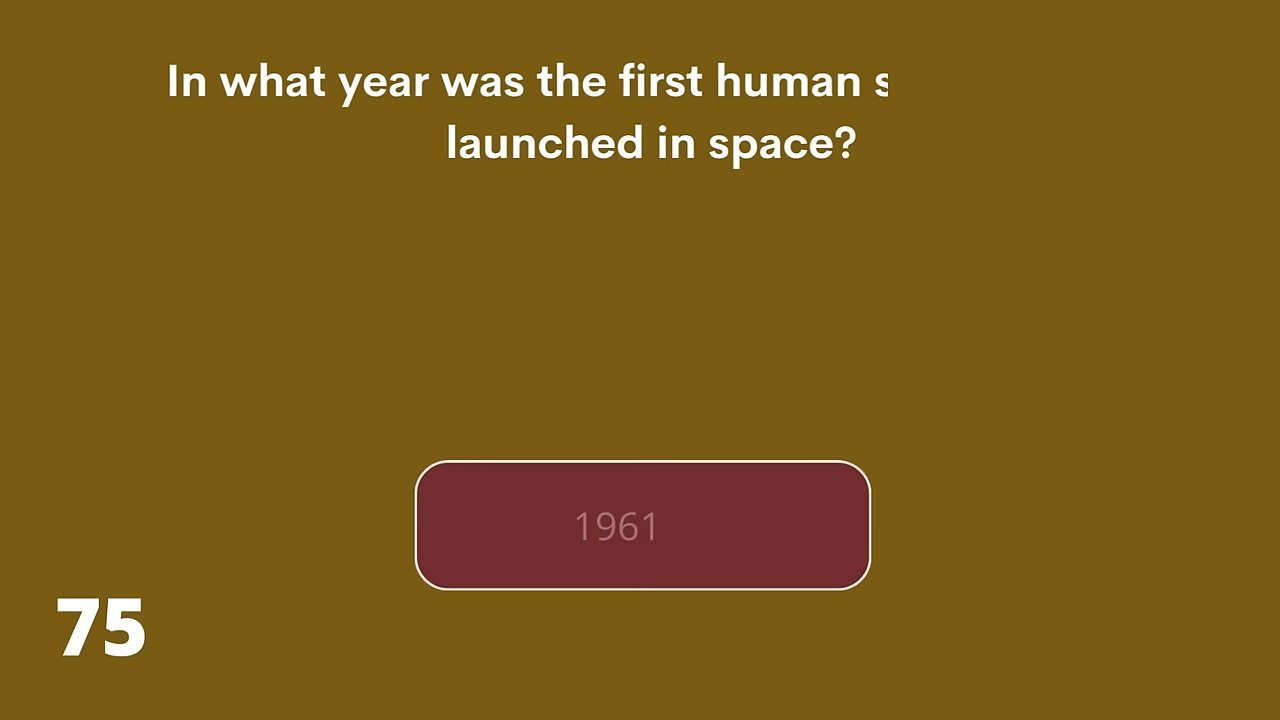 In what year was the first human s
launched in space?
1961
75